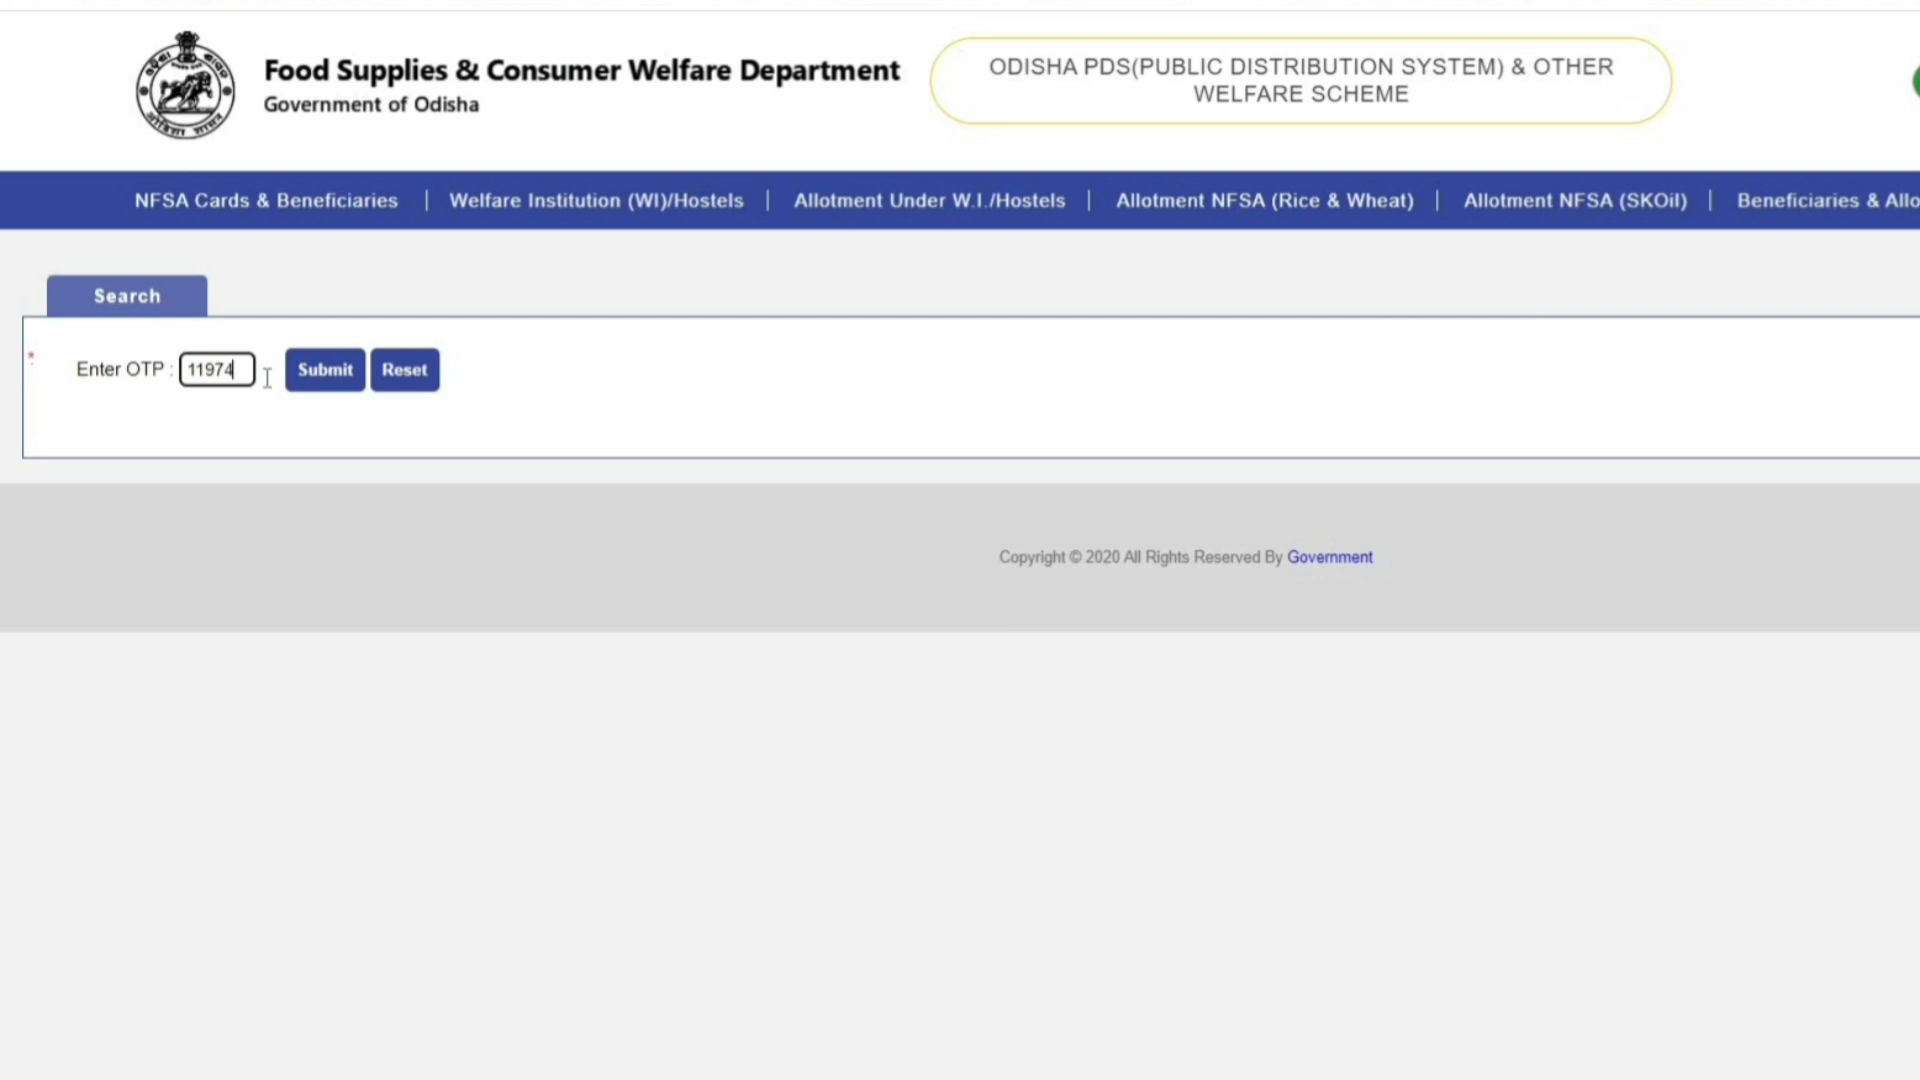 Food Supplies & Consumer Welfare Department
Government of Odisha
ODISHA PDS(PUBLIC DISTRIBUTION SYSTEM) & OTHER
WELFARE SCHEME
NFSA Cards & Beneficiaries | Welfare Institution (WI)/Hostels | Allotment Under W.I./Hostels | Allotment NFSA (Rice & Wheat) | Allotment NFSA (SKOil) | Beneficiaries & Allo
Search
* Enter OTP : 11974 Submit Reset
Copyright © 2020 All Rights Reserved By Government